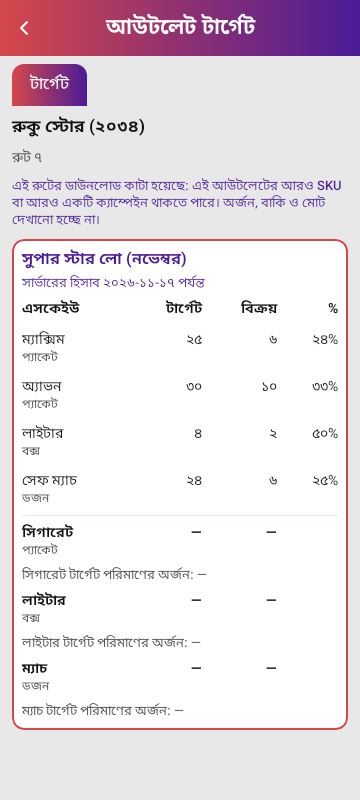 আউটলেট টার্গেট
টার্গেট
রুকু স্টোর (২০৩৪)
রুট ৭
এই রুটের ডাউনলোড কাটা হয়েছে: এই আউটলেটের আরও SKU
বা আরও একটি ক্যাম্পেইন থাকতে পারে। অর্জন, বাকি ও মোট
দেখানো হচ্ছে না।
সুপার স্টার লো (নভেম্বর)
সার্ভারের হিসাব ২০২৬-১১-১৭ পর্যন্ত
এসকেইউ টার্গেট বিক্রয় %
ম্যাক্সিম ২৫ ৬ ২৪%
প্যাকেট
অ্যাভন ৩০ ১০ ৩৩%
প্যাকেট
লাইটার ৪ ২ ৫০%
বক্স
সেফ ম্যাচ ২৪ ৬ ২৫%
ডজন
সিগারেট — —
প্যাকেট
সিগারেট টার্গেট পরিমাণের অর্জন: —
লাইটার — —
বক্স
লাইটার টার্গেট পরিমাণের অর্জন: —
ম্যাচ — —
ডজন
ম্যাচ টার্গেট পরিমাণের অর্জন: —